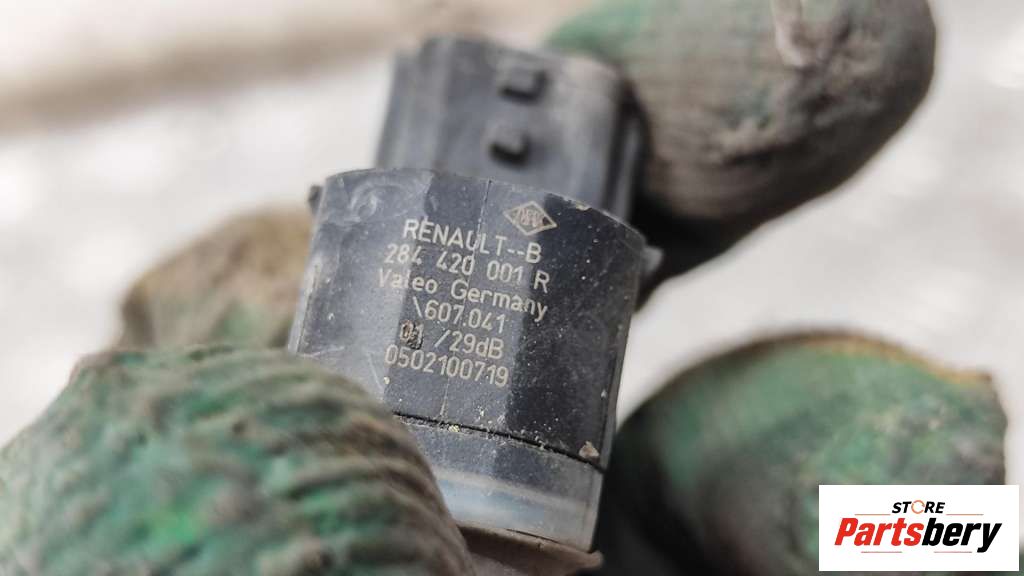 RENAULT--B
284 420 001 R
Valeo Germany
\607.041
01 /29dB
0502100719
STORE
Partsbery